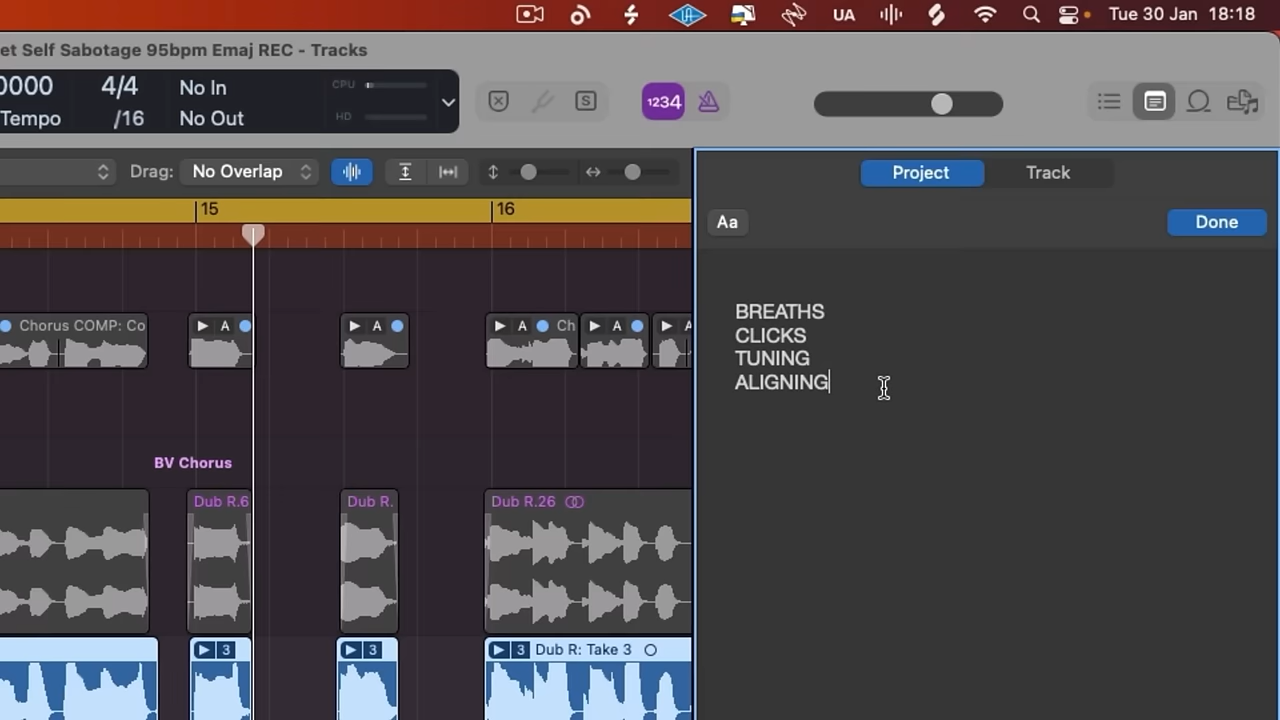 UA
Tue 30 Jan 18:18
et Self Sabotage 95bpm Emaj REC - Tracks
0000 4/4 No In CPU
Tempo /16 No Out HD
S
1234
Drag: No Overlap
Project Track
Aa Done
15 16
BREATHS
CLICKS
TUNING
ALIGNING
Chorus COMP: Co A A A Ch A A
BV Chorus
Dub R.6 Dub R. Dub R.26
3 3 3 Dub R: Take 3